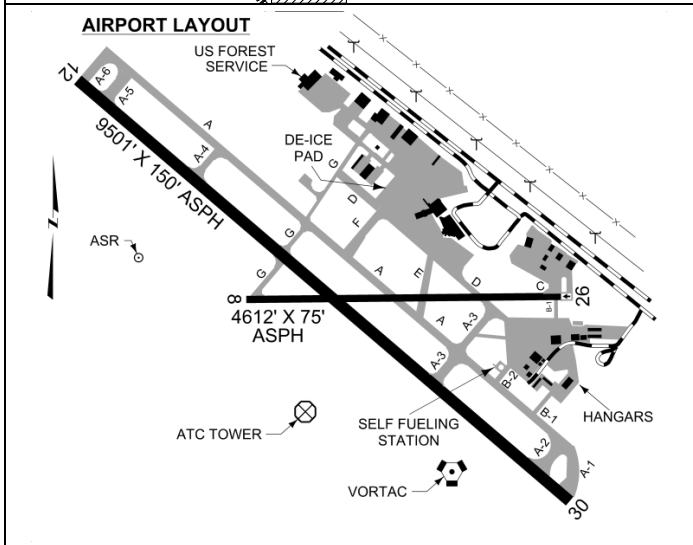 AIRPORT LAYOUT
US FOREST
SERVICE
12
A-6
A-5
A
9501' X 150' ASPH
A-4
DE-ICE
PAD
G
D
F
N
ASR
G
G
A
E
D
C
8
26
B-1
4612' X 75'
ASPH
A
A-3
A-3
B-2
B-1
HANGARS
SELF FUELING
STATION
ATC TOWER
A-2
A-1
VORTAC
30